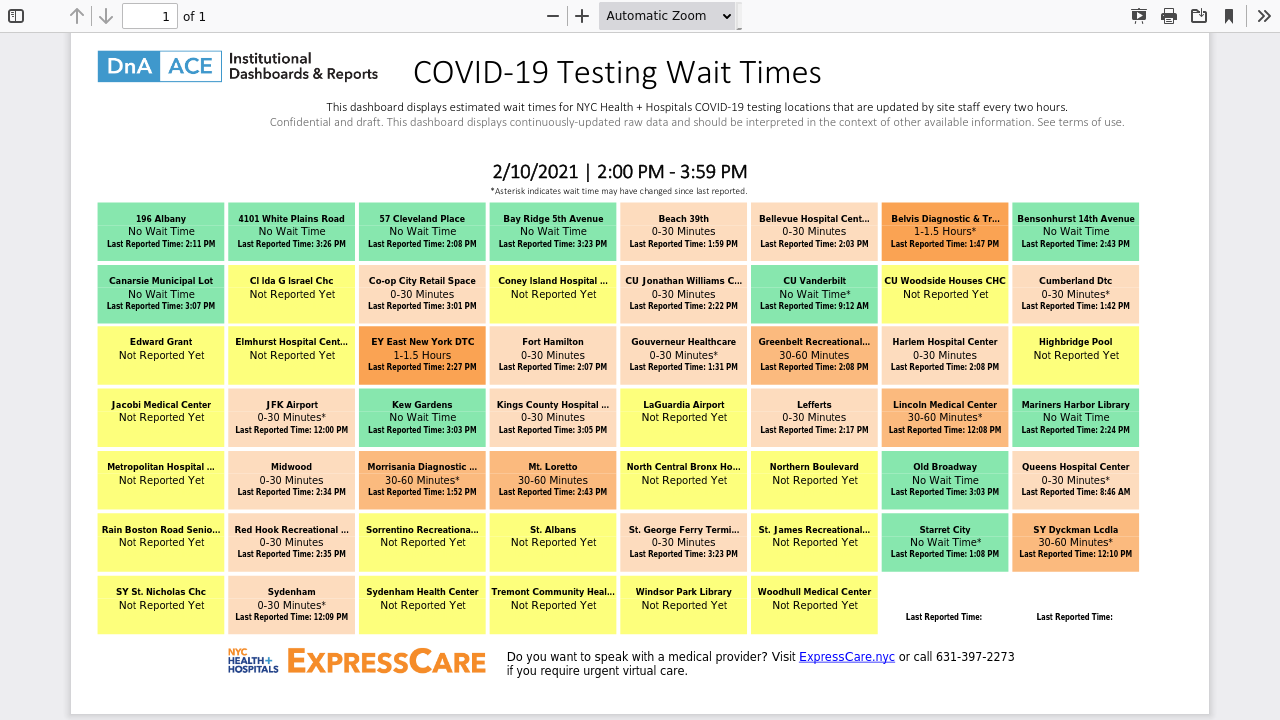 1 of 1 Automatic Zoom
DnA ACE Institutional Dashboards & Reports
COVID-19 Testing Wait Times
This dashboard displays estimated wait times for NYC Health + Hospitals COVID-19 testing locations that are updated by site staff every two hours.
Confidential and draft. This dashboard displays continuously-updated raw data and should be interpreted in the context of other available information. See terms of use.
2/10/2021 | 2:00 PM - 3:59 PM
*Asterisk indicates wait time may have changed since last reported.
196 Albany
No Wait Time
Last Reported Time: 2:11 PM
4101 White Plains Road
No Wait Time
Last Reported Time: 3:26 PM
57 Cleveland Place
No Wait Time
Last Reported Time: 2:08 PM
Bay Ridge 5th Avenue
No Wait Time
Last Reported Time: 3:23 PM
Beach 39th
0-30 Minutes
Last Reported Time: 1:59 PM
Bellevue Hospital Cent...
0-30 Minutes
Last Reported Time: 2:03 PM
Belvis Diagnostic & Tr...
1-1.5 Hours*
Last Reported Time: 1:47 PM
Bensonhurst 14th Avenue
No Wait Time
Last Reported Time: 2:43 PM
Canarsie Municipal Lot
No Wait Time
Last Reported Time: 3:07 PM
CI Ida G Israel Chc
Not Reported Yet
Co-op City Retail Space
0-30 Minutes
Last Reported Time: 3:01 PM
Coney Island Hospital ...
Not Reported Yet
CU Jonathan Williams C...
0-30 Minutes
Last Reported Time: 2:22 PM
CU Vanderbilt
No Wait Time*
Last Reported Time: 9:12 AM
CU Woodside Houses CHC
Not Reported Yet
Cumberland Dtc
0-30 Minutes*
Last Reported Time: 1:42 PM
Edward Grant
Not Reported Yet
Elmhurst Hospital Cent...
Not Reported Yet
EY East New York DTC
1-1.5 Hours
Last Reported Time: 2:27 PM
Fort Hamilton
0-30 Minutes
Last Reported Time: 2:07 PM
Gouverneur Healthcare
0-30 Minutes*
Last Reported Time: 1:31 PM
Greenbelt Recreational...
30-60 Minutes
Last Reported Time: 2:08 PM
Harlem Hospital Center
0-30 Minutes
Last Reported Time: 2:08 PM
Highbridge Pool
Not Reported Yet
Jacobi Medical Center
Not Reported Yet
JFK Airport
0-30 Minutes*
Last Reported Time: 12:00 PM
Kew Gardens
No Wait Time
Last Reported Time: 3:03 PM
Kings County Hospital ...
0-30 Minutes
Last Reported Time: 3:05 PM
LaGuardia Airport
Not Reported Yet
Lefferts
0-30 Minutes
Last Reported Time: 2:17 PM
Lincoln Medical Center
30-60 Minutes*
Last Reported Time: 12:08 PM
Mariners Harbor Library
No Wait Time
Last Reported Time: 2:24 PM
Metropolitan Hospital ...
Not Reported Yet
Midwood
0-30 Minutes
Last Reported Time: 2:34 PM
Morrisania Diagnostic ...
30-60 Minutes*
Last Reported Time: 1:52 PM
Mt. Loretto
30-60 Minutes
Last Reported Time: 2:43 PM
North Central Bronx Ho...
Not Reported Yet
Northern Boulevard
Not Reported Yet
Old Broadway
No Wait Time
Last Reported Time: 3:03 PM
Queens Hospital Center
0-30 Minutes*
Last Reported Time: 8:46 AM
Rain Boston Road Senio...
Not Reported Yet
Red Hook Recreational ...
0-30 Minutes
Last Reported Time: 2:35 PM
Sorrentino Recreationa...
Not Reported Yet
St. Albans
Not Reported Yet
St. George Ferry Termi...
0-30 Minutes
Last Reported Time: 3:23 PM
St. James Recreational...
Not Reported Yet
Starret City
No Wait Time*
Last Reported Time: 1:08 PM
SY Dyckman Lcdla
30-60 Minutes*
Last Reported Time: 12:10 PM
SY St. Nicholas Chc
Not Reported Yet
Sydenham
0-30 Minutes*
Last Reported Time: 12:09 PM
Sydenham Health Center
Not Reported Yet
Tremont Community Heal...
Not Reported Yet
Windsor Park Library
Not Reported Yet
Woodhull Medical Center
Not Reported Yet
Last Reported Time:
Last Reported Time:
NYC
HEALTH+
HOSPITALS
EXPRESSCARE
Do you want to speak with a medical provider? Visit ExpressCare.nyc or call 631-397-2273
if you require urgent virtual care.